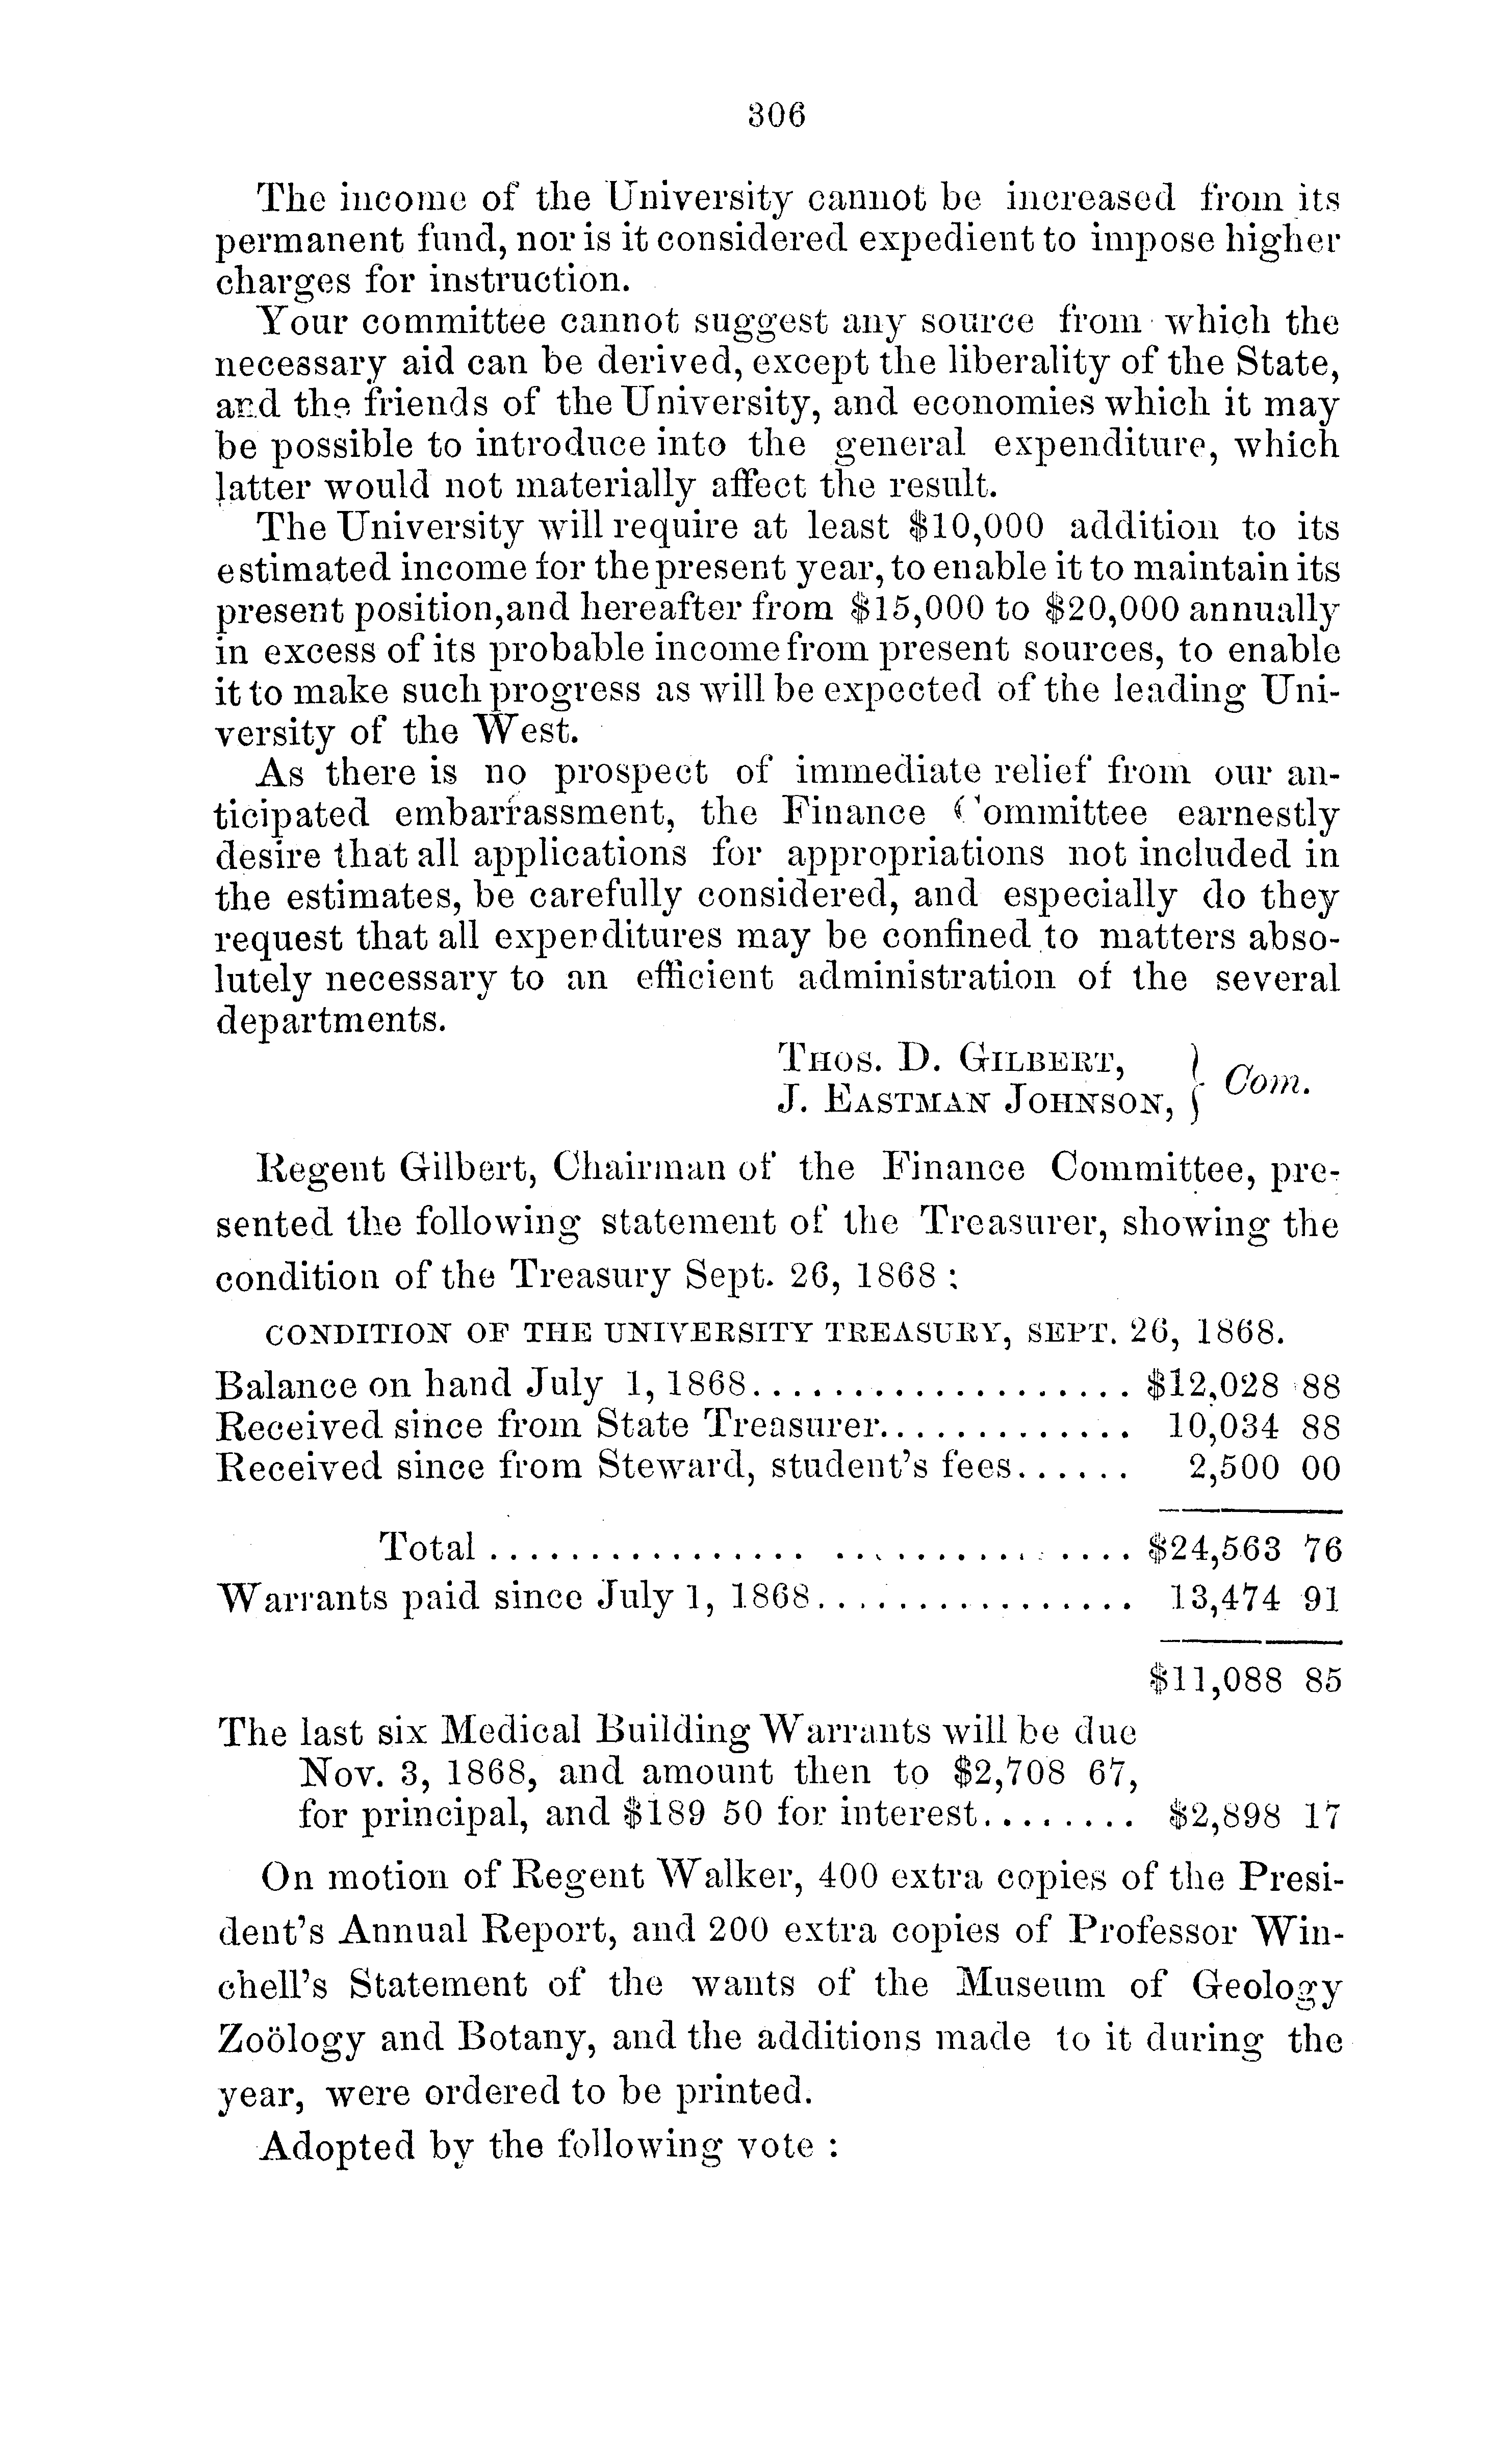 306
The income of the University cannot be increased from its
permanent fund, nor is it considered expedient to impose higher
charges for instruction.
Your committee cannot suggest any source from which the
necessary aid can be derived, except the liberality of the State,
and the friends of the University, and economies which it may
be possible to introduce into the general expenditure, which
latter would not materially affect the result.
The University will require at least $10,000 addition to its
estimated income for the present year, to enable it to maintain its
present position, and hereafter from $15,000 to $20,000 annually
in excess of its probable income from present sources, to enable
it to make such progress as will be expected of the leading Uni-
versity of the West.
As there is no prospect of immediate relief from our an-
ticipated embarrassment, the Finance Committee earnestly
desire that all applications for appropriations not included in
the estimates, be carefully considered, and especially do they
request that all expenditures may be confined to matters abso-
lutely necessary to an efficient administration of the several
departments.
THOS. D. GILBERT,
J. EASTMAN JOHNSON, } Com.
Regent Gilbert, Chairman of the Finance Committee, pre-
sented the following statement of the Treasurer, showing the
condition of the Treasury Sept. 26, 1868 :
CONDITION OF THE UNIVERSITY TREASURY, SEPT. 26, 1868.
Balance on hand July 1, 1868................... $12,028 88
Received since from State Treasurer............. 10,034 88
Received since from Steward, student's fees...... 2,500 00
Total ............................... $24,563 76
Warrants paid since July 1, 1868................ 13,474 91
$11,088 85
The last six Medical Building Warrants will be due
Nov. 3, 1868, and amount then to $2,708 67,
for principal, and $189 50 for interest........ $2,898 17
On motion of Regent Walker, 400 extra copies of the Presi-
dent's Annual Report, and 200 extra copies of Professor Win-
chell's Statement of the wants of the Museum of Geology
Zoölogy and Botany, and the additions made to it during the
year, were ordered to be printed.
Adopted by the following vote :